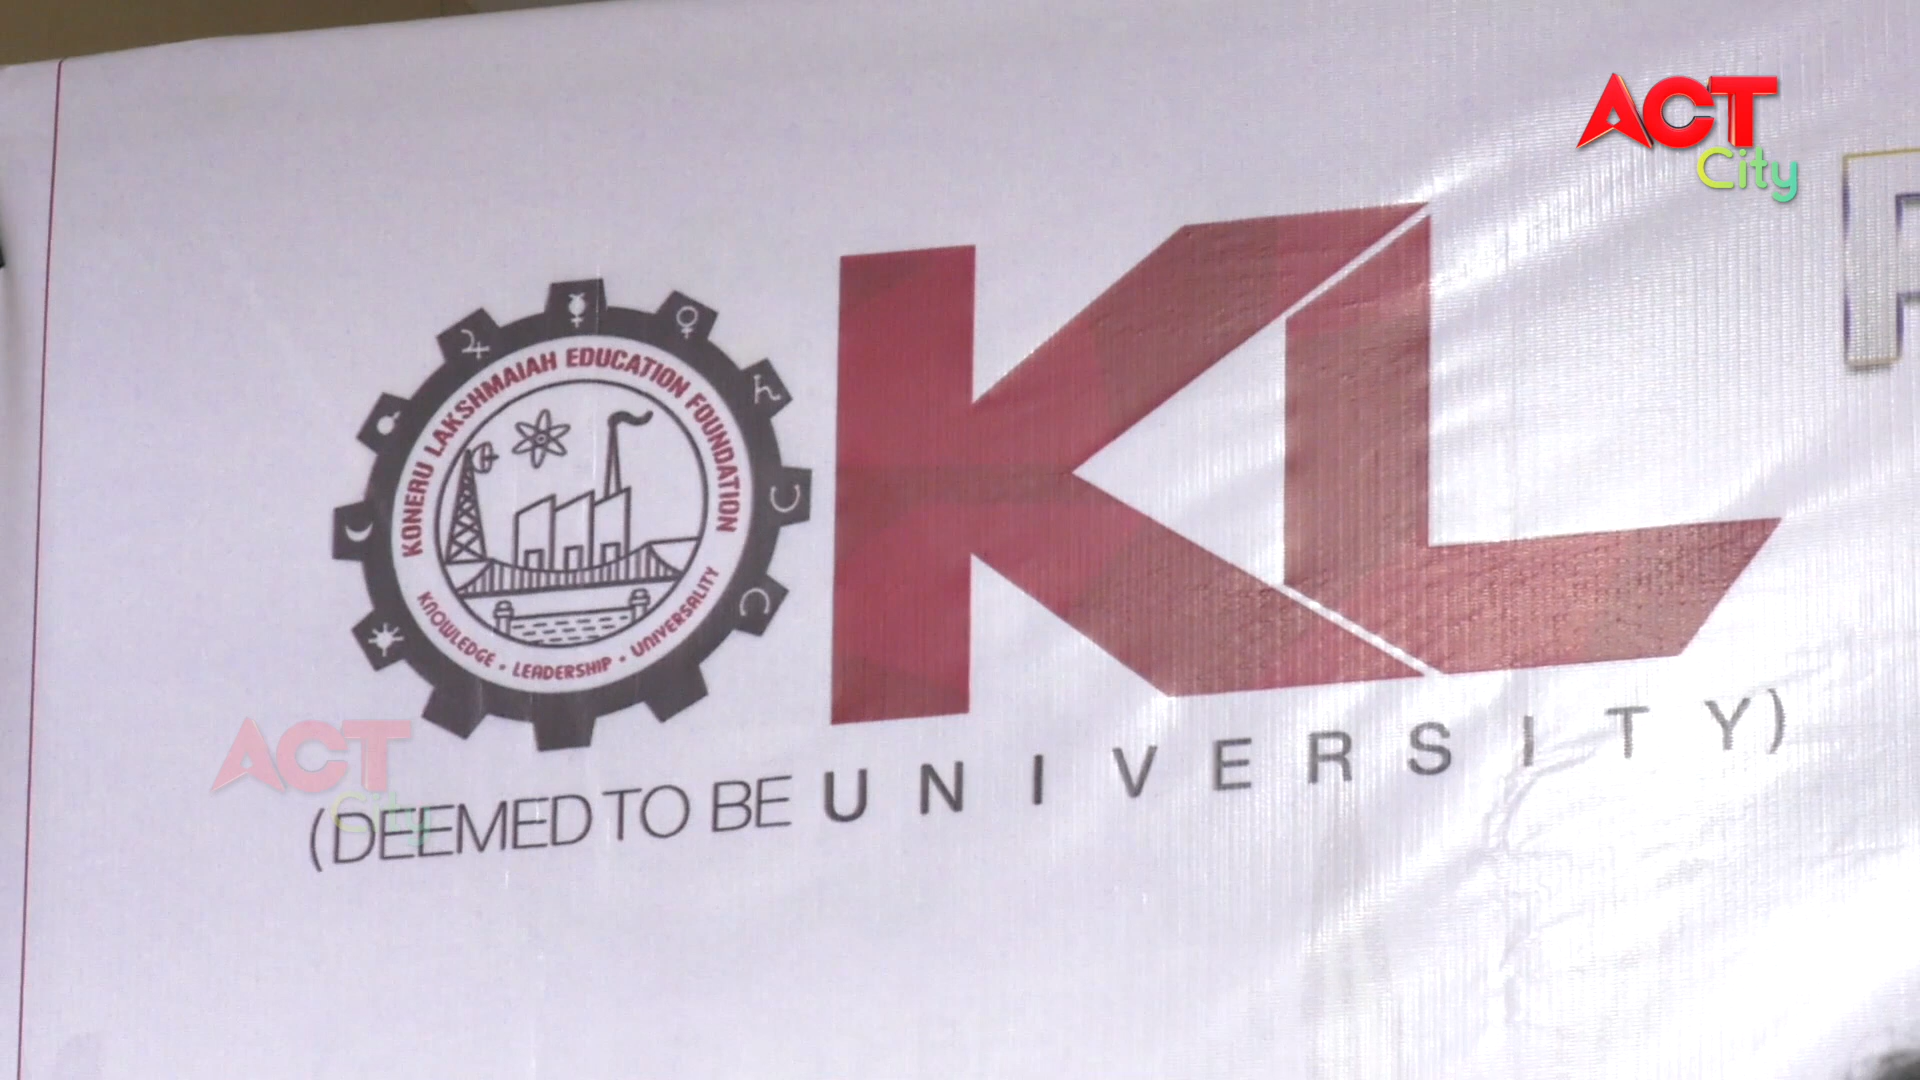 ACT
City
KONERU LAKSHMAIAH EDUCATION FOUNDATION
KNOWLEDGE • LEADERSHIP • UNIVERSALITY
KL
(DEEMED TO BE UNIVERSITY)
ACT
City